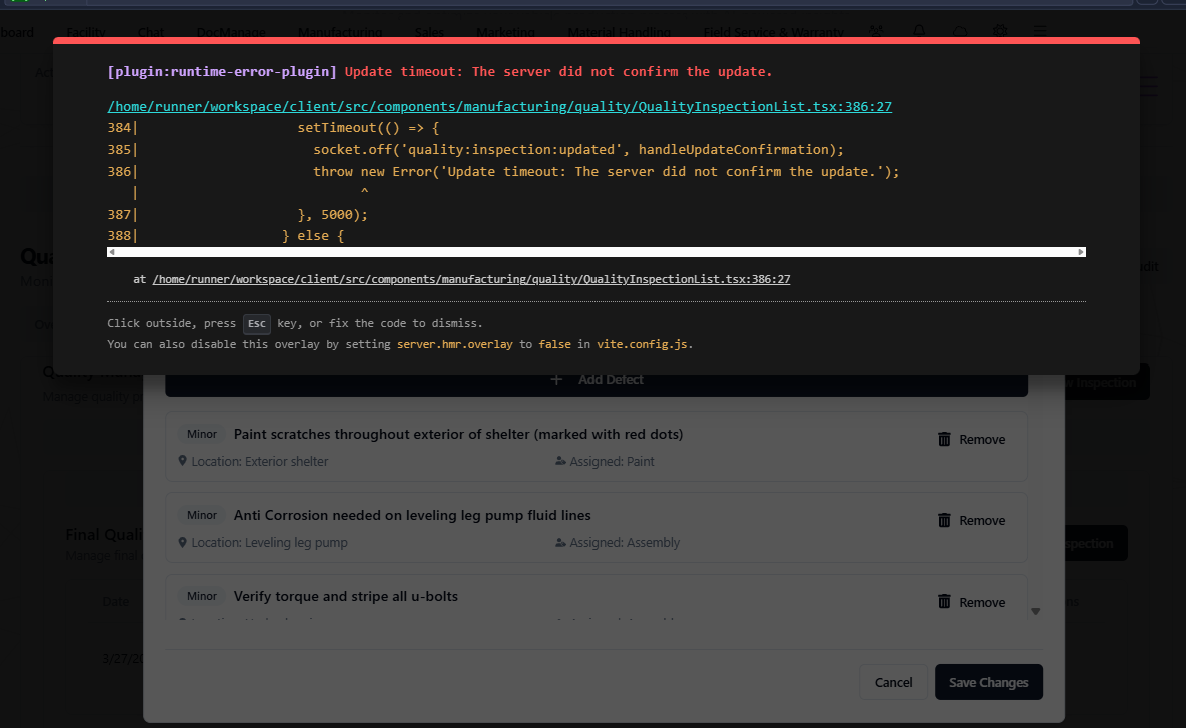 board Facility Chat DocManage Manufacturing Sales Marketing Material Handling Field Service & Warranty
[plugin:runtime-error-plugin] Update timeout: The server did not confirm the update.
/home/runner/workspace/client/src/components/manufacturing/quality/QualityInspectionList.tsx:386:27
384| setTimeout(() => {
385| socket.off('quality:inspection:updated', handleUpdateConfirmation);
386| throw new Error('Update timeout: The server did not confirm the update.');
| ^
387| }, 5000);
388| } else {
at /home/runner/workspace/client/src/components/manufacturing/quality/QualityInspectionList.tsx:386:27
Click outside, press Esc key, or fix the code to dismiss.
You can also disable this overlay by setting server.hmr.overlay to false in vite.config.js.
+ Add Defect
Manage quality
Inspection
Minor Paint scratches throughout exterior of shelter (marked with red dots) Remove
Location: Exterior shelter Assigned: Paint
Minor Anti Corrosion needed on leveling leg pump fluid lines Remove
Location: Leveling leg pump Assigned: Assembly
Final Quali
Manage final
spection
Minor Verify torque and stripe all u-bolts Remove
Date
3/27/20
Cancel Save Changes